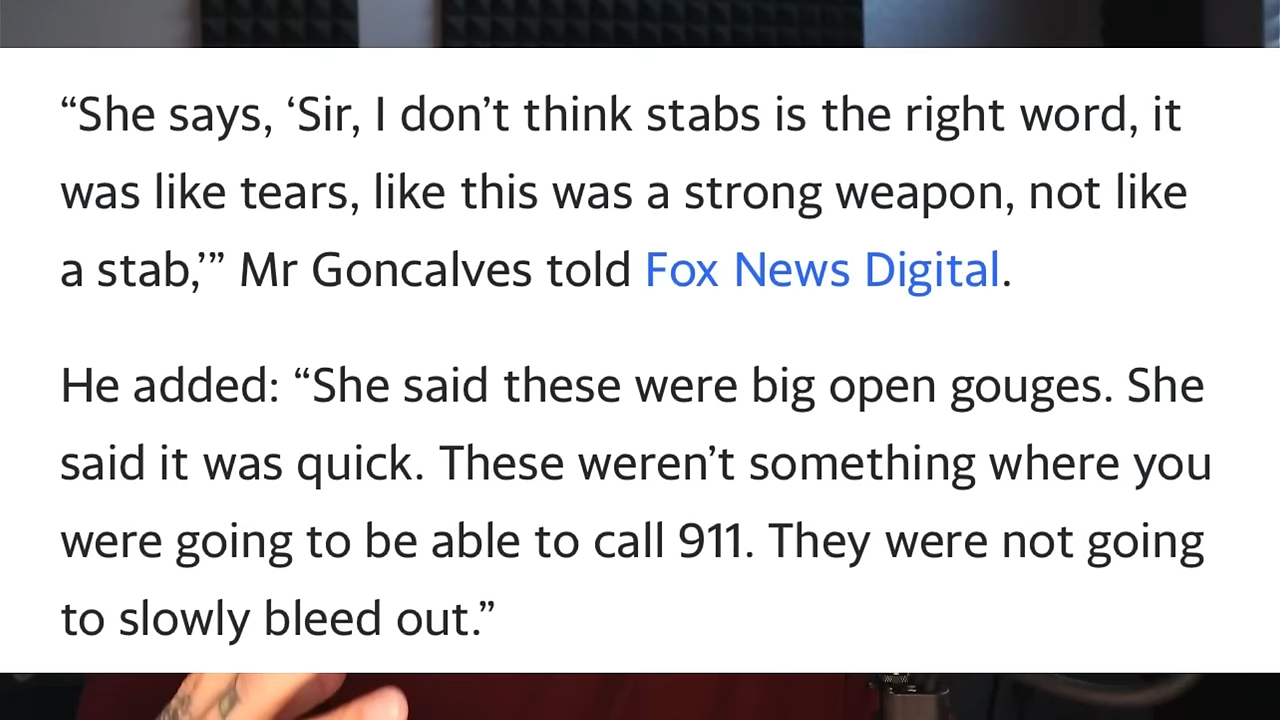 “She says, ‘Sir, I don’t think stabs is the right word, it
was like tears, like this was a strong weapon, not like
a stab,’” Mr Goncalves told Fox News Digital.
He added: “She said these were big open gouges. She
said it was quick. These weren’t something where you
were going to be able to call 911. They were not going
to slowly bleed out.”